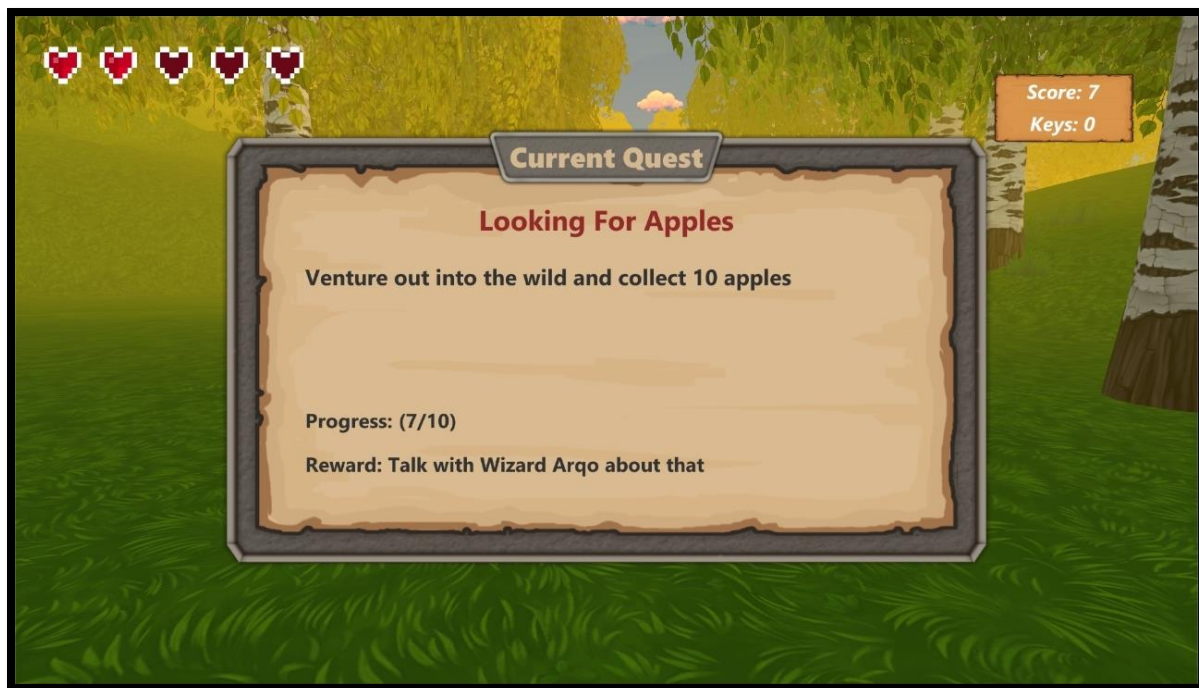 Score: 7
Keys: 0
Current Quest
Looking For Apples
Venture out into the wild and collect 10 apples
Progress: (7/10)
Reward: Talk with Wizard Arqo about that